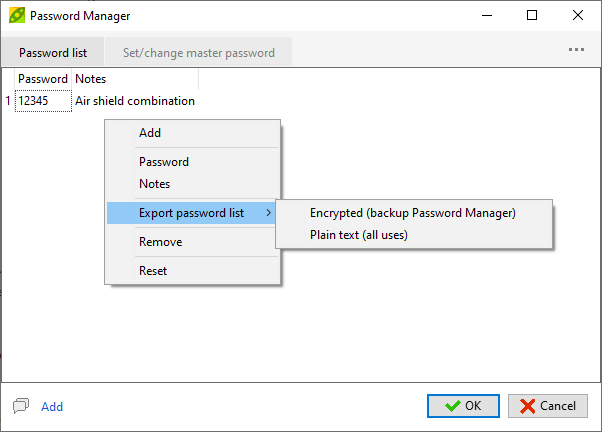 Password Manager
Password list
Set/change master password
Password Notes
1 12345 Air shield combination
Add
Password
Notes
Export password list
Encrypted (backup Password Manager)
Plain text (all uses)
Remove
Reset
Add
OK
Cancel